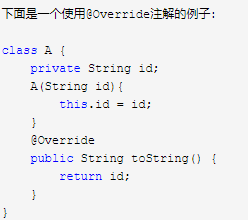 下面是一个使用@Override注解的例子:
class A {
    private String id;
    A(String id){
        this.id = id;
    }
    @Override
    public String toString() {
        return id;
    }
}